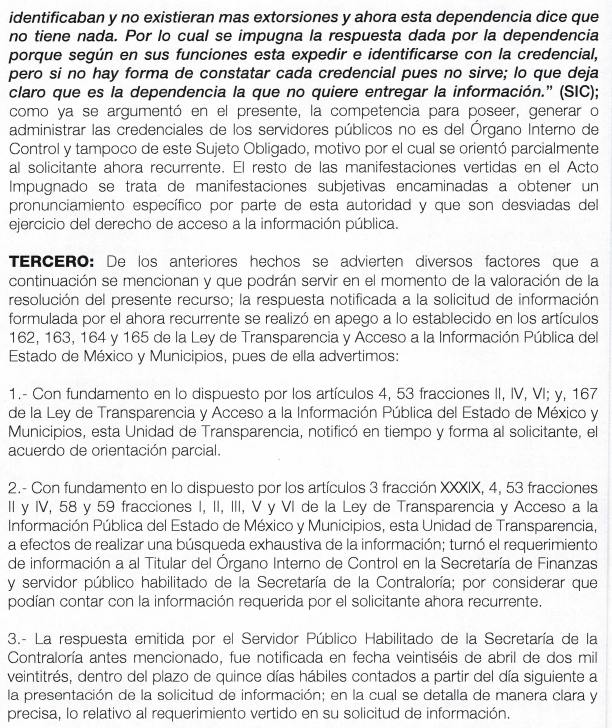 identificaban y no existieran mas extorsiones y ahora esta dependencia dice que
no tiene nada. Por lo cual se impugna la respuesta dada por la dependencia
porque según en sus funciones esta expedir e identificarse con la credencial,
pero si no hay forma de constatar cada credencial pues no sirve; lo que deja
claro que es la dependencia la que no quiere entregar la información." (SIC);
como ya se argumentó en el presente, la competencia para poseer, generar o
administrar las credenciales de los servidores públicos no es del Órgano Interno de
Control y tampoco de este Sujeto Obligado, motivo por el cual se orientó parcialmente
al solicitante ahora recurrente. El resto de las manifestaciones vertidas en el Acto
Impugnado se trata de manifestaciones subjetivas encaminadas a obtener un
pronunciamiento específico por parte de esta autoridad y que son desviadas del
ejercicio del derecho de acceso a la información pública.
TERCERO: De los anteriores hechos se advierten diversos factores que a
continuación se mencionan y que podrán servir en el momento de la valoración de la
resolución del presente recurso; la respuesta notificada a la solicitud de información
formulada por el ahora recurrente se realizó en apego a lo establecido en los artículos
162, 163, 164 y 165 de la Ley de Transparencia y Acceso a la Información Pública del
Estado de México y Municipios, pues de ella advertimos:
1.- Con fundamento en lo dispuesto por los artículos 4, 53 fracciones II, IV, VI; y, 167
de la Ley de Transparencia y Acceso a la Información Pública del Estado de México y
Municipios, esta Unidad de Transparencia, notificó en tiempo y forma al solicitante, el
acuerdo de orientación parcial.
2.- Con fundamento en lo dispuesto por los artículos 3 fracción XXXIX, 4, 53 fracciones
II y IV, 58 y 59 fracciones I, II, III, V y VI de la Ley de Transparencia y Acceso a la
Información Pública del Estado de México y Municipios, esta Unidad de Transparencia,
a efectos de realizar una búsqueda exhaustiva de la información; turnó el requerimiento
de información a al Titular del Órgano Interno de Control en la Secretaría de Finanzas
y servidor público habilitado de la Secretaría de la Contraloría; por considerar que
podían contar con la información requerida por el solicitante ahora recurrente.
3.- La respuesta emitida por el Servidor Público Habilitado de la Secretaría de la
Contraloría antes mencionado, fue notificada en fecha veintiséis de abril de dos mil
veintitrés, dentro del plazo de quince días hábiles contados a partir del día siguiente a
la presentación de la solicitud de información; en la cual se detalla de manera clara y
precisa, lo relativo al requerimiento vertido en su solicitud de información.